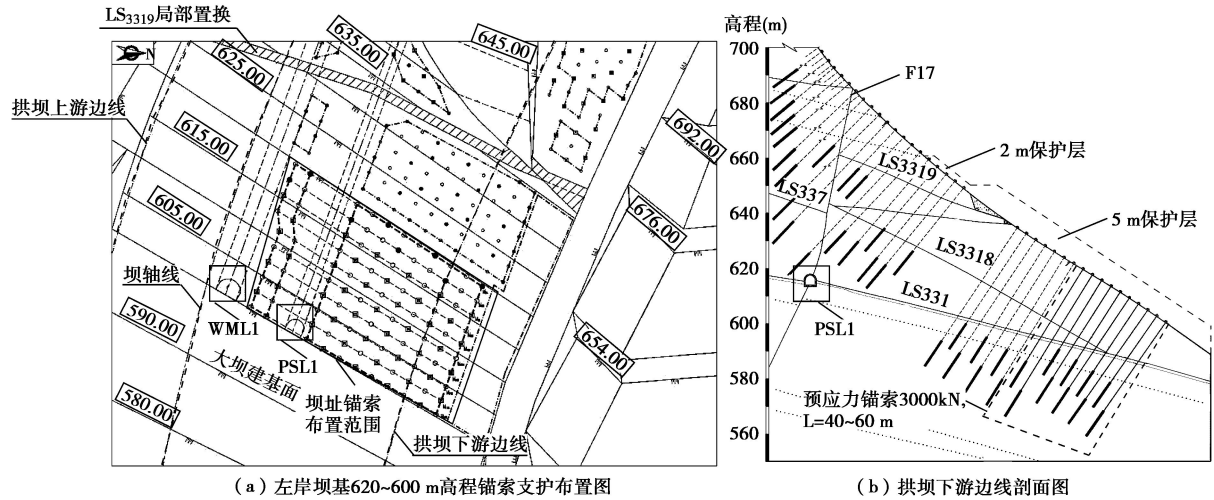 LS3319局部置换
625.00
635.00
645.00
N
拱坝上游边线
615.00
692.00
605.00
676.00
坝轴线
WML1
590.00
PSL1
654.00
大坝建基面
坝址锚索
布置范围
580.00
拱坝下游边线
(a)左岸坝基620~600 m高程锚索支护布置图
高程(m)
700
F17
680
2 m保护层
660
LS3319
LS337
5 m保护层
640
LS3318
620
LS331
PSL1
600
580
预应力锚索3000kN,
L=40~60 m
560
(b)拱坝下游边线剖面图